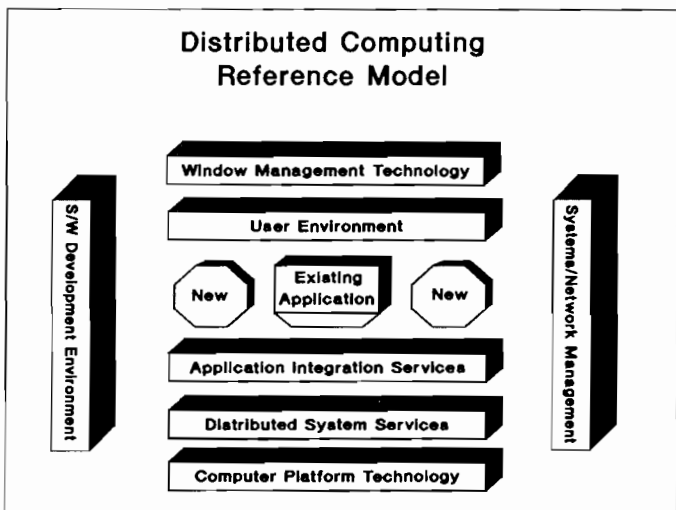 Distributed Computing
Reference Model
Window Management Technology
User Environment
S/W Development Environment
New
Existing
Application
New
Systems/Network Management
Application Integration Services
Distributed System Services
Computer Platform Technology